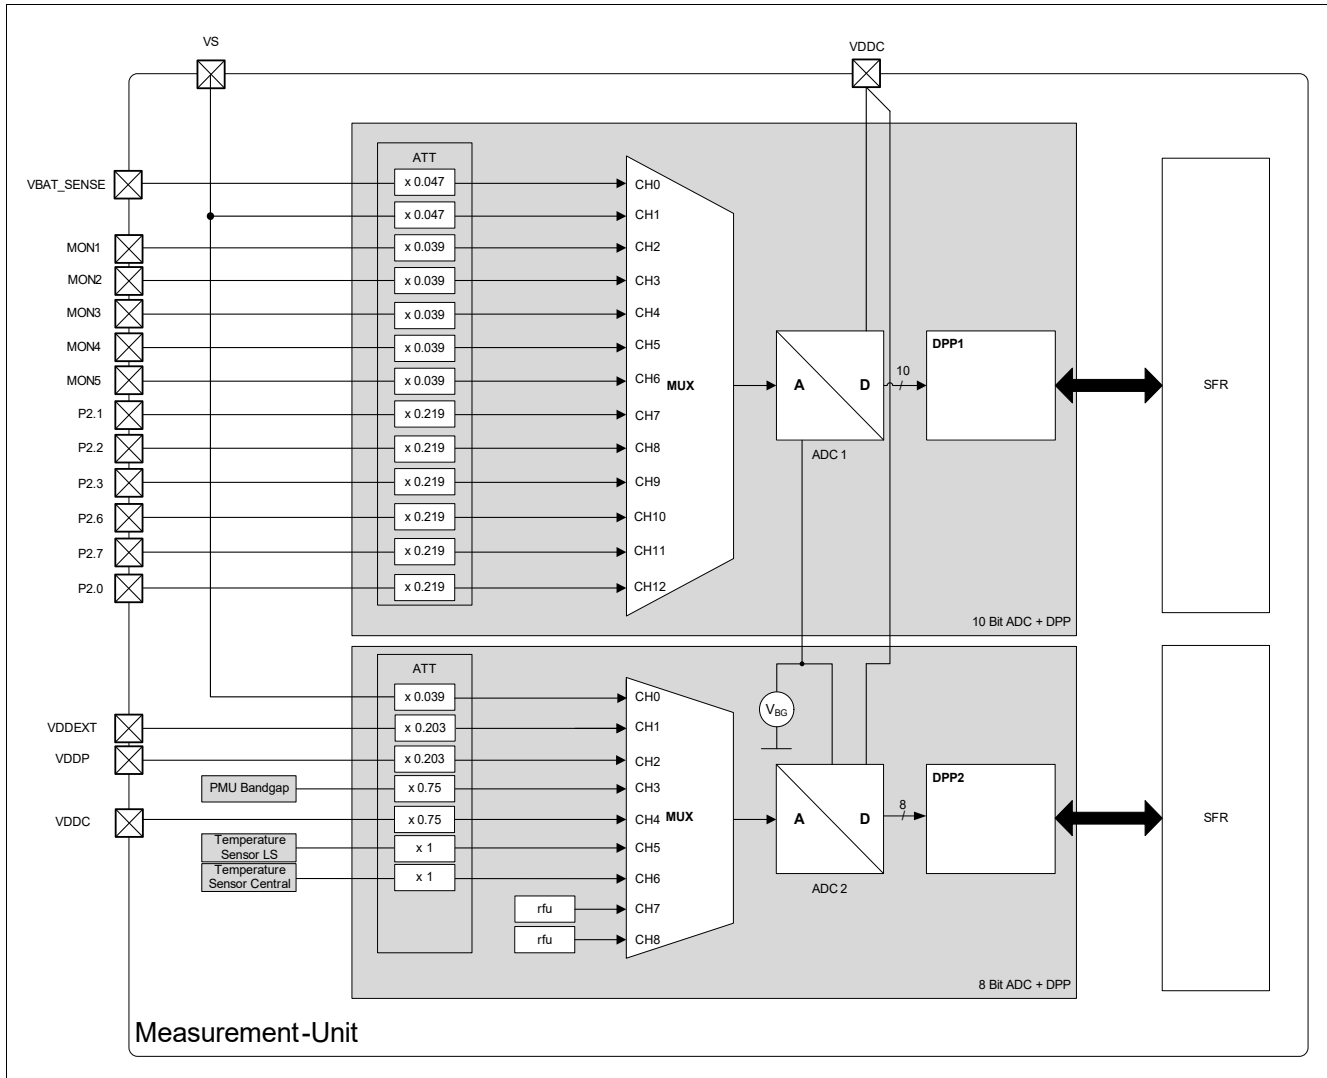 VS
VDDC
ATT
VBAT_SENSE
x 0.047
CH0
x 0.047
CH1
MON1
x 0.039
CH2
MON2
x 0.039
CH3
MON3
x 0.039
CH4
MON4
x 0.039
CH5
MON5
x 0.039
CH6
MUX
A
D
ADC 1
10
DPP1
SFR
P2.1
x 0.219
CH7
P2.2
x 0.219
CH8
P2.3
x 0.219
CH9
P2.6
x 0.219
CH10
P2.7
x 0.219
CH11
P2.0
x 0.219
CH12
10 Bit ADC + DPP
ATT
x 0.039
CH0
VDDEXT
x 0.203
CH1
VDDP
x 0.203
CH2
PMU Bandgap
x 0.75
CH3
VDDC
x 0.75
CH4
MUX
Temperature
Sensor LS
x 1
CH5
Temperature
Sensor Central
x 1
CH6
rfu
CH7
rfu
CH8
VBG
A
D
ADC 2
8
DPP2
SFR
8 Bit ADC + DPP
Measurement-Unit